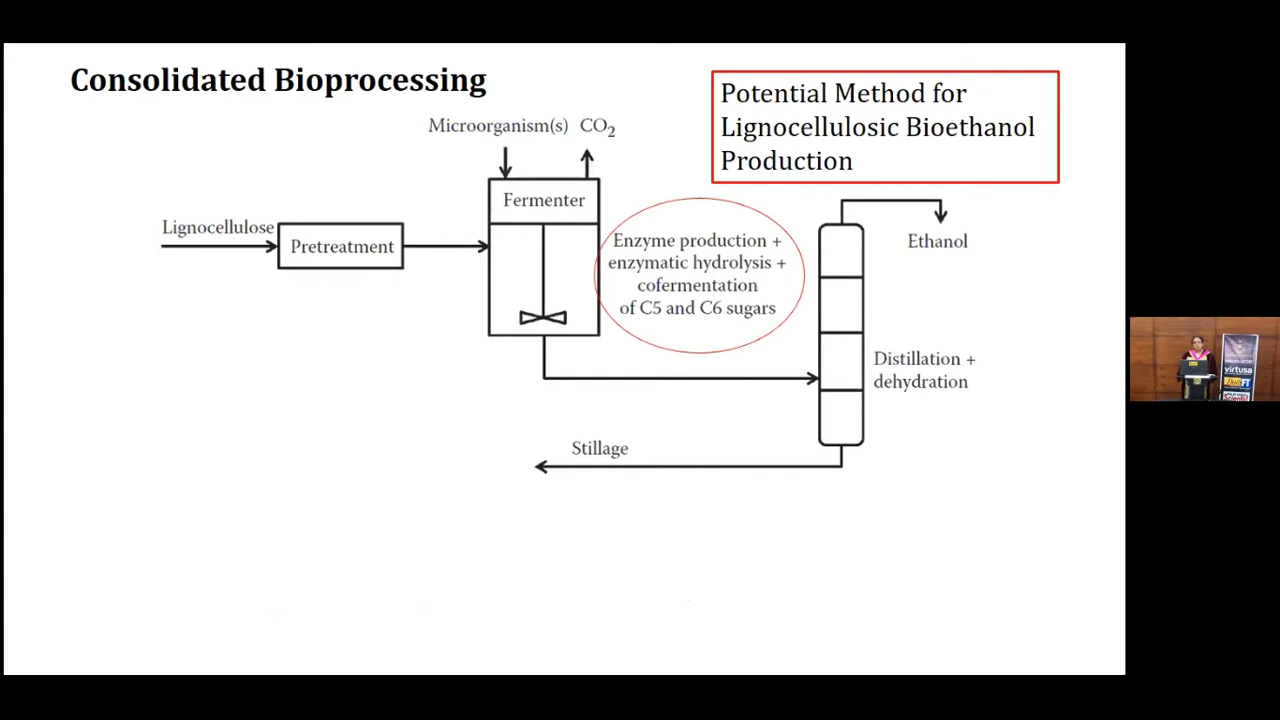 Consolidated Bioprocessing
Potential Method for
Lignocellulosic Bioethanol
Production
Microorganism(s) CO₂
Fermenter
Lignocellulose
Pretreatment
Enzyme production +
enzymatic hydrolysis +
cofermentation
of C5 and C6 sugars
Ethanol
Distillation +
dehydration
Stillage
virtusa